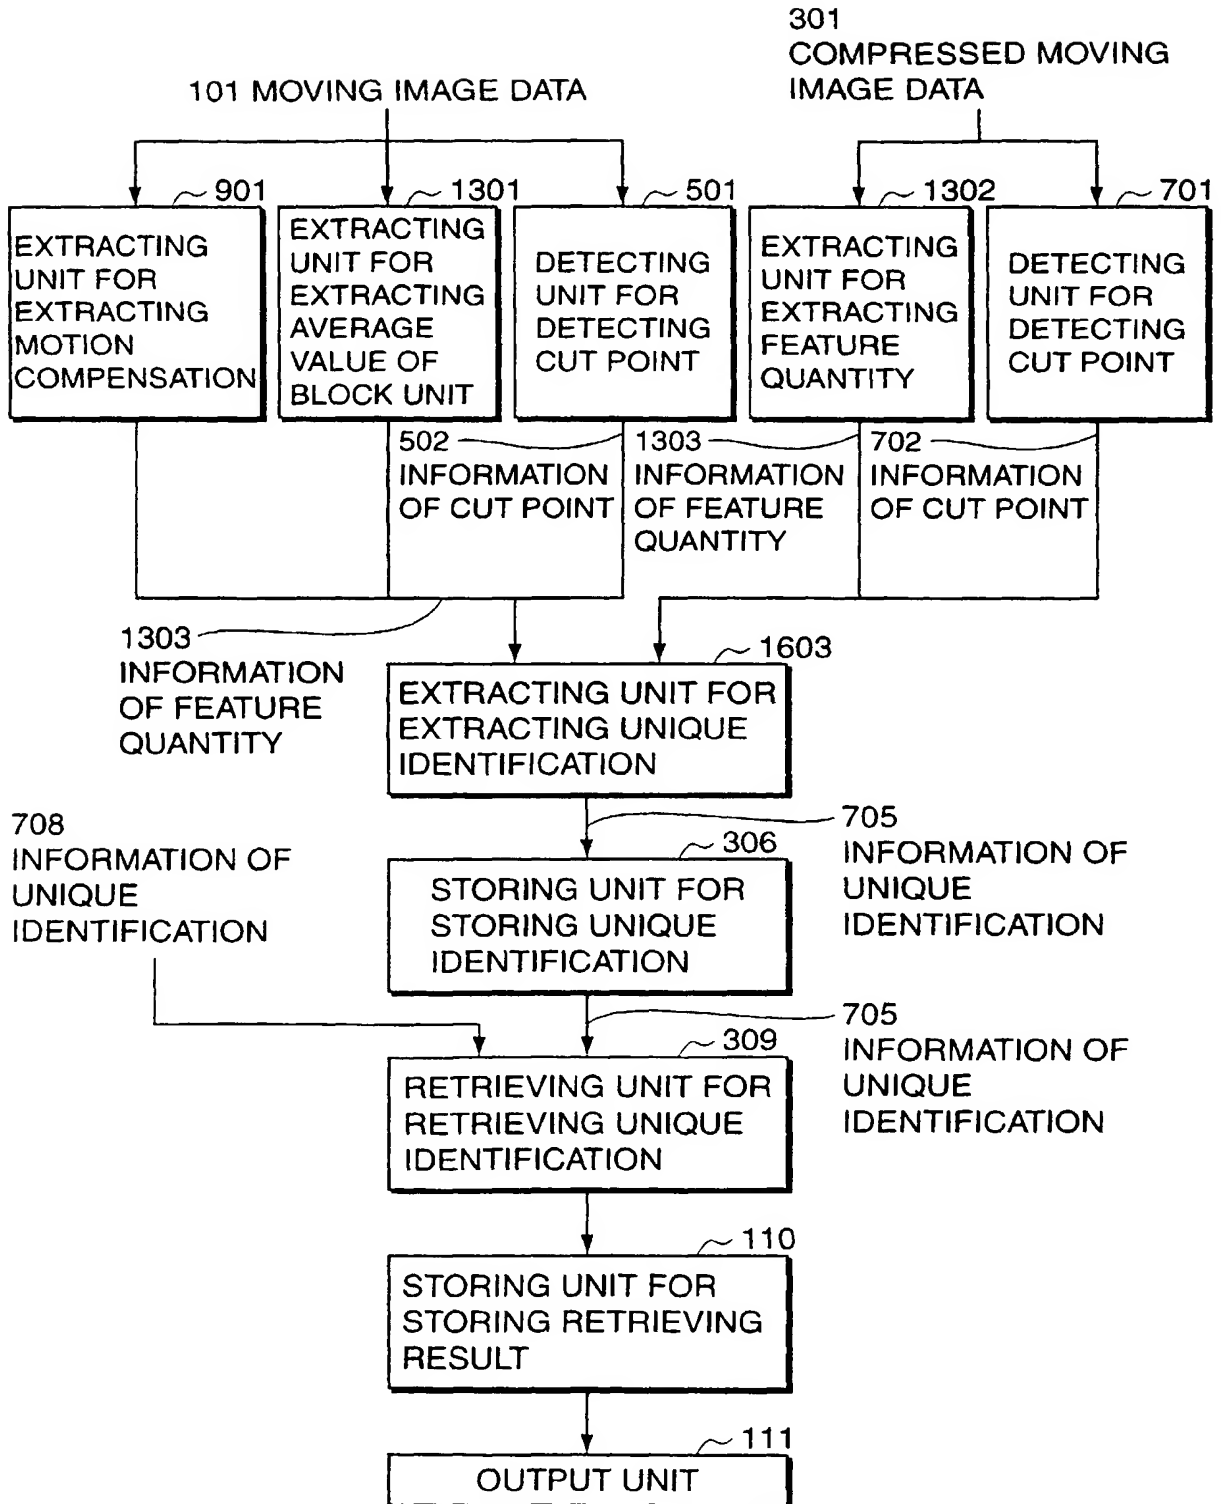 301
COMPRESSED MOVING
IMAGE DATA
101 MOVING IMAGE DATA
901
EXTRACTING
UNIT FOR
EXTRACTING
MOTION
COMPENSATION
1301
EXTRACTING
UNIT FOR
EXTRACTING
AVERAGE
VALUE OF
BLOCK UNIT
501
DETECTING
UNIT FOR
DETECTING
CUT POINT
1302
EXTRACTING
UNIT FOR
EXTRACTING
FEATURE
QUANTITY
701
DETECTING
UNIT FOR
DETECTING
CUT POINT
502
INFORMATION
OF CUT POINT
1303
INFORMATION
OF FEATURE
QUANTITY
702
INFORMATION
OF CUT POINT
1303
INFORMATION
OF FEATURE
QUANTITY
1603
EXTRACTING UNIT FOR
EXTRACTING UNIQUE
IDENTIFICATION
708
INFORMATION OF
UNIQUE
IDENTIFICATION
705
INFORMATION OF
UNIQUE
IDENTIFICATION
306
STORING UNIT FOR
STORING UNIQUE
IDENTIFICATION
705
INFORMATION OF
UNIQUE
IDENTIFICATION
309
RETRIEVING UNIT FOR
RETRIEVING UNIQUE
IDENTIFICATION
110
STORING UNIT FOR
STORING RETRIEVING
RESULT
111
OUTPUT UNIT